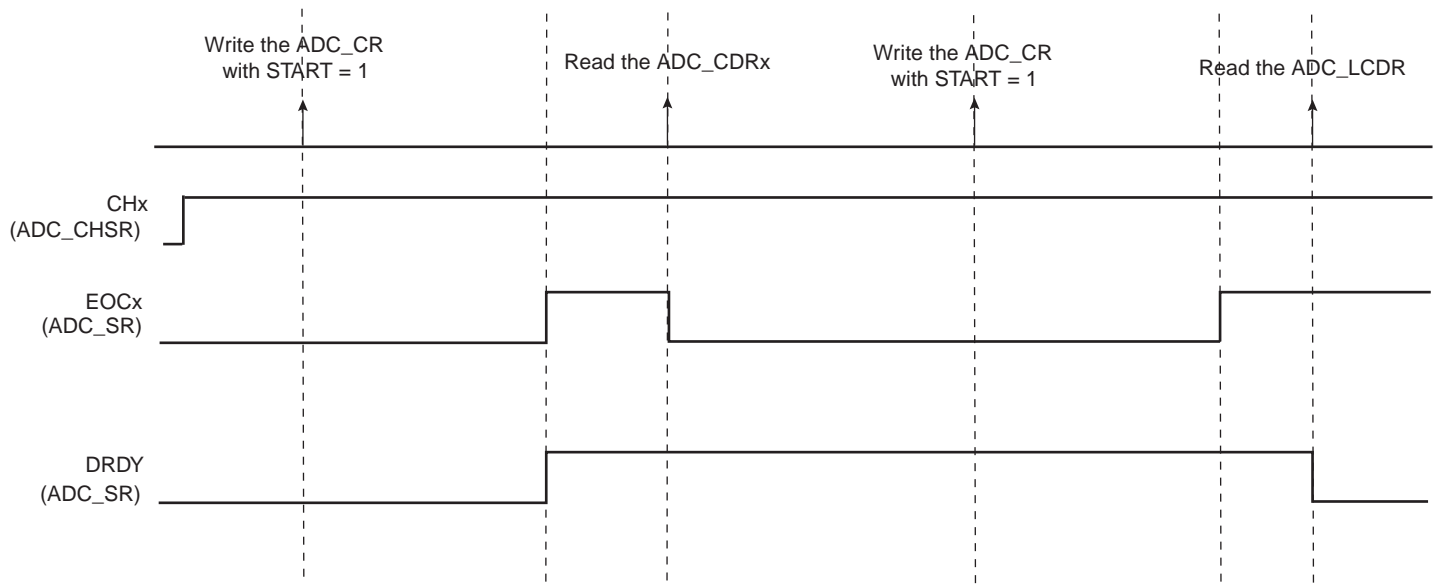 Write the ADC_CR
with START = 1
Read the ADC_CDRx
Write the ADC_CR
with START = 1
Read the ADC_LCDR
CHx
(ADC_CHSR)
EOCx
(ADC_SR)
DRDY
(ADC_SR)